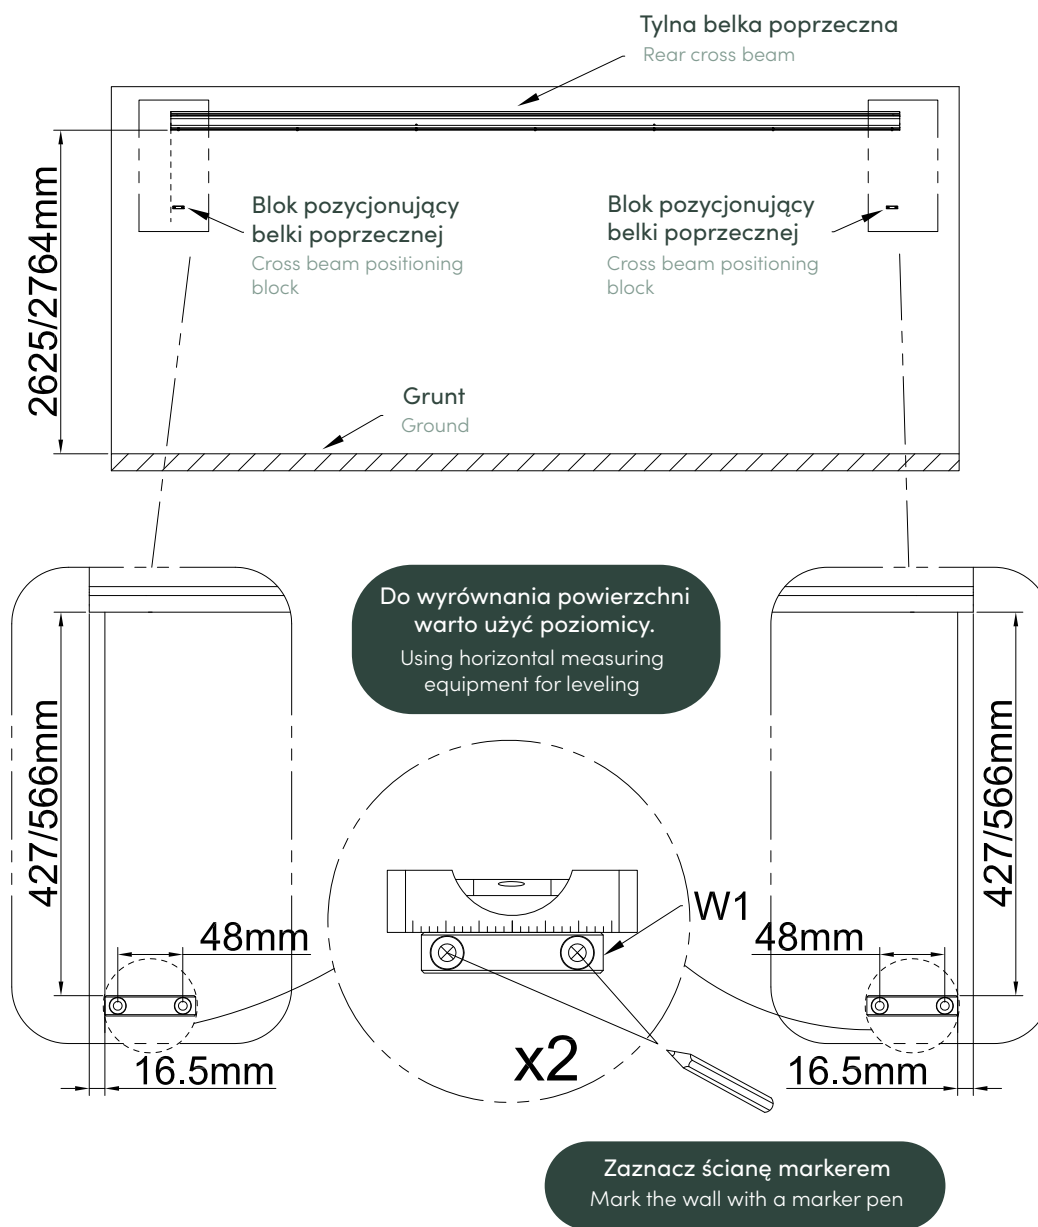 Tylna belka poprzeczna
Rear cross beam
2625/2764mm
Blok pozycjonujący
belki poprzecznej
Cross beam positioning
block
Blok pozycjonujący
belki poprzecznej
Cross beam positioning
block
Grunt
Ground
Do wyrównania powierzchni
warto użyć poziomicy.
Using horizontal measuring
equipment for leveling
427/566mm
427/566mm
W1
48mm
48mm
x2
16.5mm
16.5mm
Zaznacz ścianę markerem
Mark the wall with a marker pen